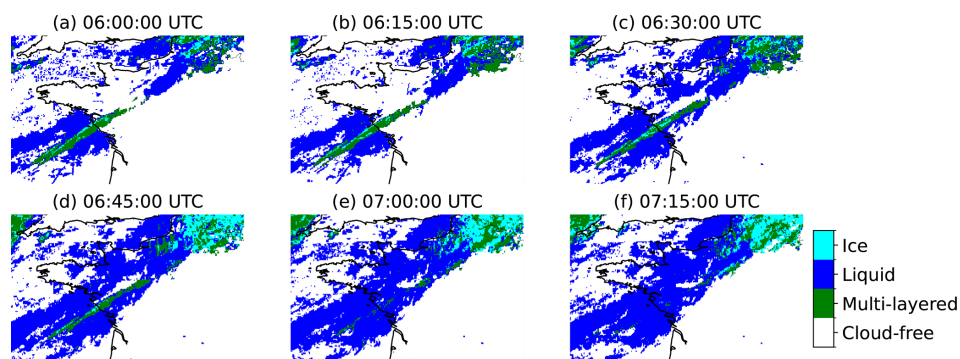 (a) 06:00:00 UTC
(b) 06:15:00 UTC
(c) 06:30:00 UTC
(d) 06:45:00 UTC
(e) 07:00:00 UTC
(f) 07:15:00 UTC
Ice
Liquid
Multi-layered
Cloud-free